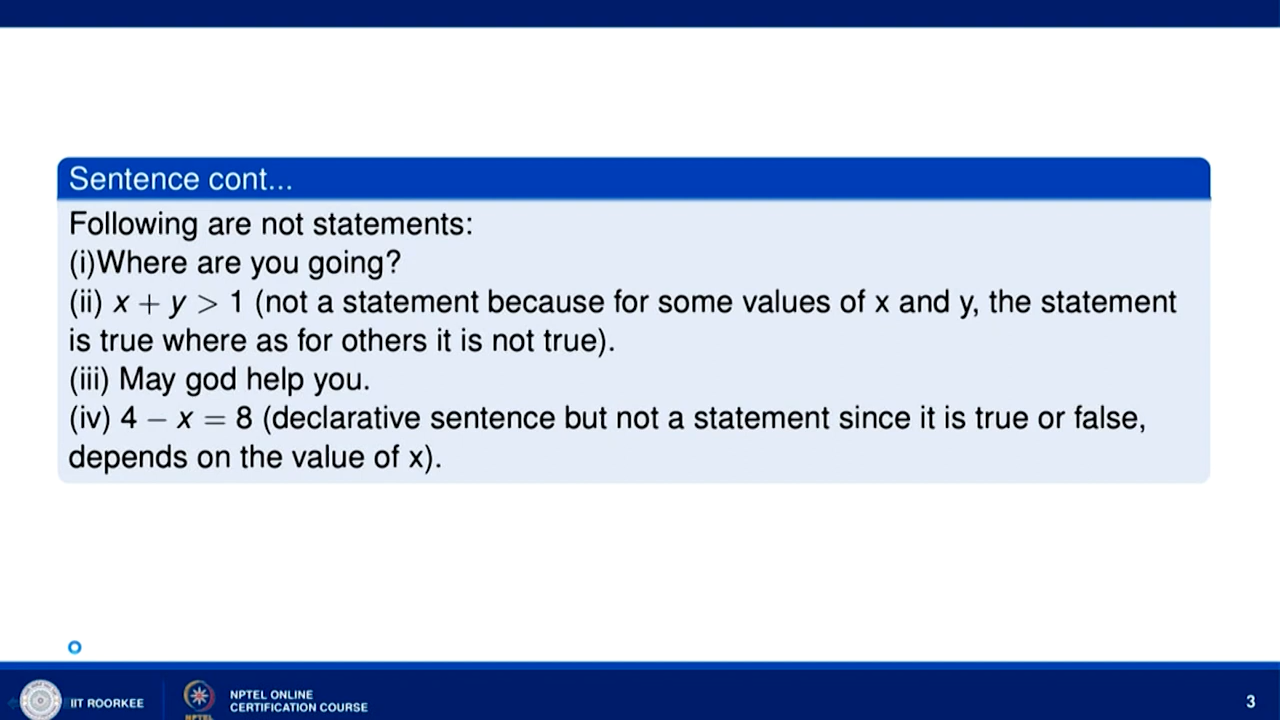 Sentence cont...
Following are not statements:
(i)Where are you going?
(ii) x + y > 1 (not a statement because for some values of x and y, the statement
is true where as for others it is not true).
(iii) May god help you.
(iv) 4 − x = 8 (declarative sentence but not a statement since it is true or false,
depends on the value of x).
IIT ROORKEE
NPTEL ONLINE
CERTIFICATION COURSE
NPTEL
3